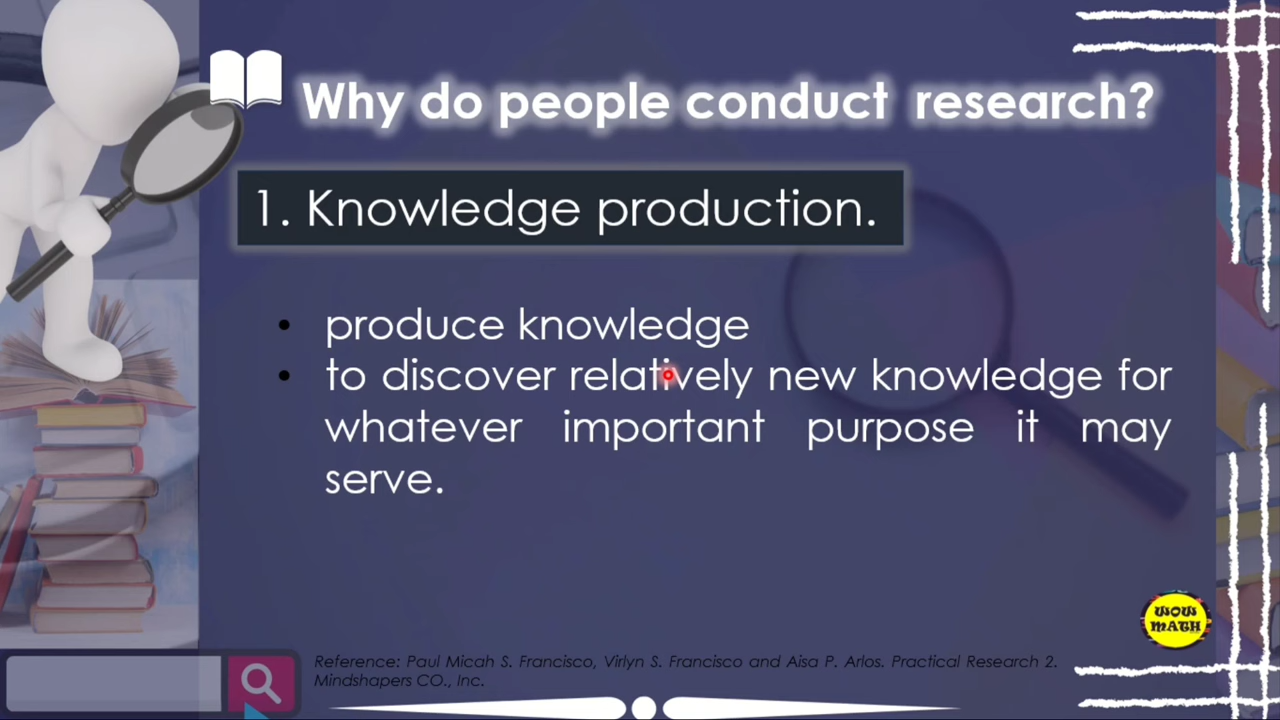 Why do people conduct research?
1. Knowledge production.
• produce knowledge
• to discover relatively new knowledge for
whatever important purpose it may
serve.
WOW
MATH
Reference: Paul Micah S. Francisco, Virlyn S. Francisco and Aisa P. Arlos. Practical Research 2.
Mindshapers CO., Inc.